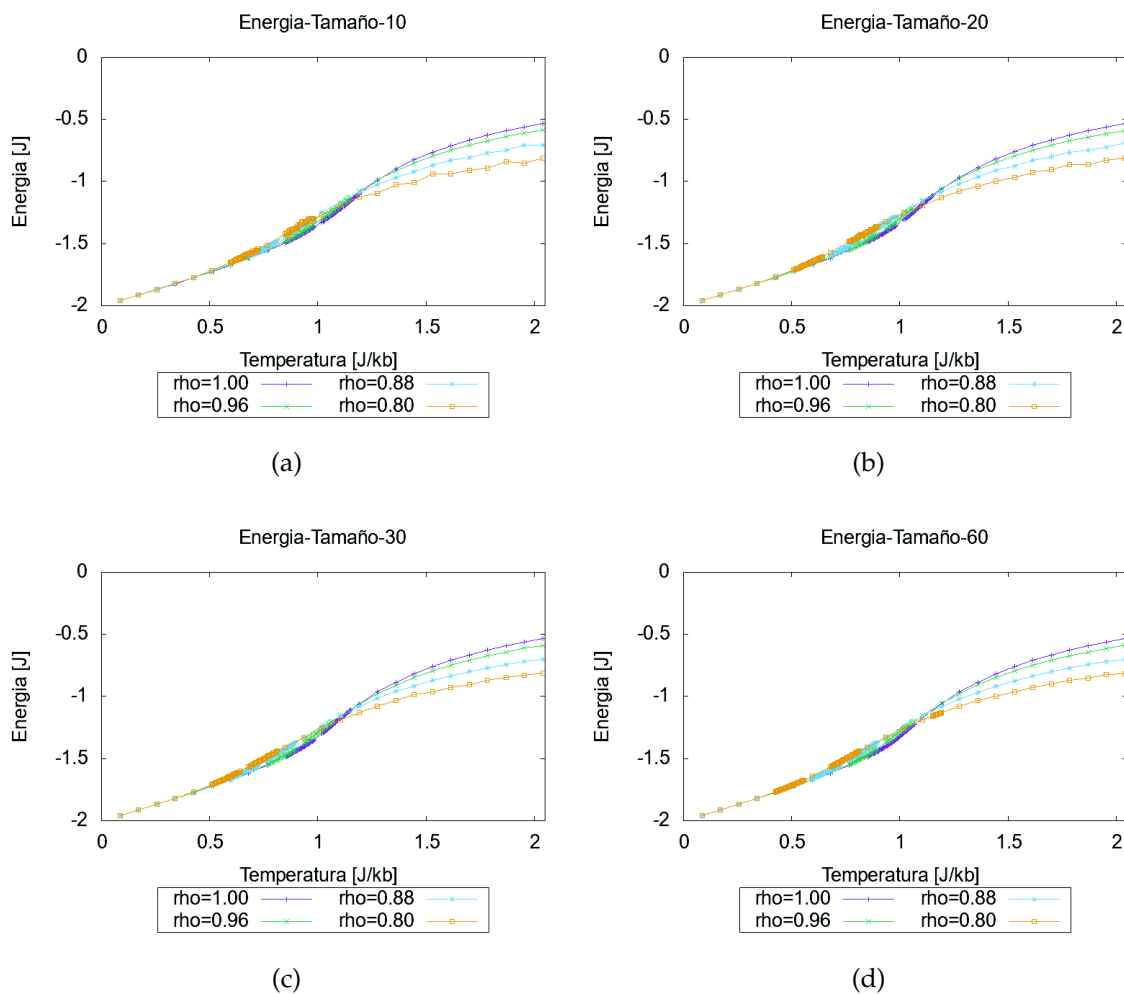 Energia-Tamaño-10
0
-0.5
-1
-1.5
-2
Energia [J]
0 0.5 1 1.5 2
Temperatura [J/kb]
rho=1.00 rho=0.88
rho=0.96 rho=0.80
(a)
Energia-Tamaño-20
0
-0.5
-1
-1.5
-2
Energia [J]
0 0.5 1 1.5 2
Temperatura [J/kb]
rho=1.00 rho=0.88
rho=0.96 rho=0.80
(b)
Energia-Tamaño-30
0
-0.5
-1
-1.5
-2
Energia [J]
0 0.5 1 1.5 2
Temperatura [J/kb]
rho=1.00 rho=0.88
rho=0.96 rho=0.80
(c)
Energia-Tamaño-60
0
-0.5
-1
-1.5
-2
Energia [J]
0 0.5 1 1.5 2
Temperatura [J/kb]
rho=1.00 rho=0.88
rho=0.96 rho=0.80
(d)